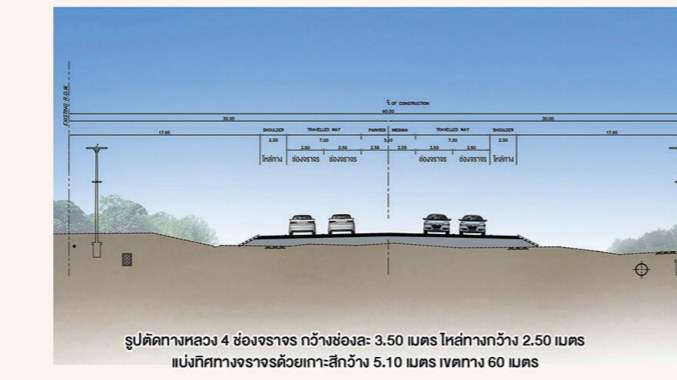 EXISTING R.O.W.
℄ OF CONSTRUCTION
60.00
30.00 30.00
17.95 SHOULDER TRAVELLED WAY PAINTED MEDIAN TRAVELLED WAY SHOULDER 17.95
2.50 7.00 5.10 7.00 2.50
3.50 3.50 2.55 2.55 3.50 3.50
ไหล่ทาง ช่องจราจร ช่องจราจร ช่องจราจร ช่องจราจร ไหล่ทาง
รูปตัดทางหลวง 4 ช่องจราจร กว้างช่องละ 3.50 เมตร ไหล่ทางกว้าง 2.50 เมตร
แบ่งทิศทางจราจรด้วยเกาะสีกว้าง 5.10 เมตร เขตทาง 60 เมตร